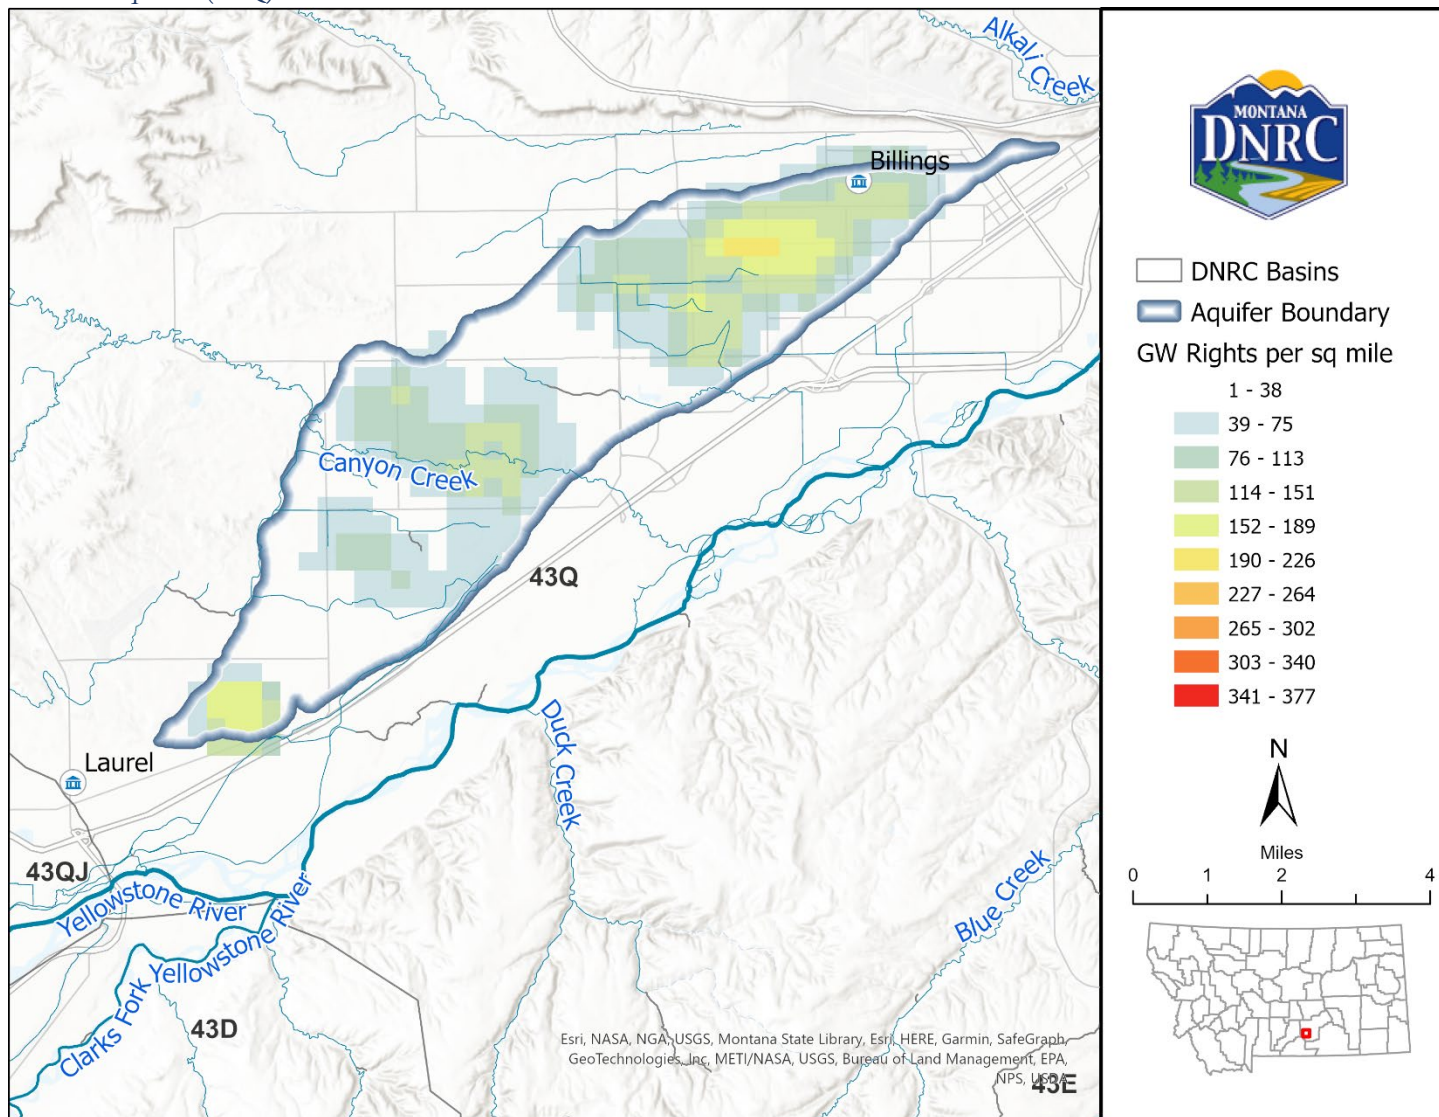 Alkali Creek
Billings
Canyon Creek
43Q
Laurel
Duck Creek
43QJ
Yellowstone River
Clarks Fork Yellowstone River
Blue Creek
43D
43E
Esri, NASA, NGA, USGS, Montana State Library, Esri, HERE, Garmin, SafeGraph,
GeoTechnologies, Inc, METI/NASA, USGS, Bureau of Land Management, EPA,
NPS, USDA
MONTANA
DNRC
DNRC Basins
Aquifer Boundary
GW Rights per sq mile
1 - 38
39 - 75
76 - 113
114 - 151
152 - 189
190 - 226
227 - 264
265 - 302
303 - 340
341 - 377
N
Miles
0 1 2 4